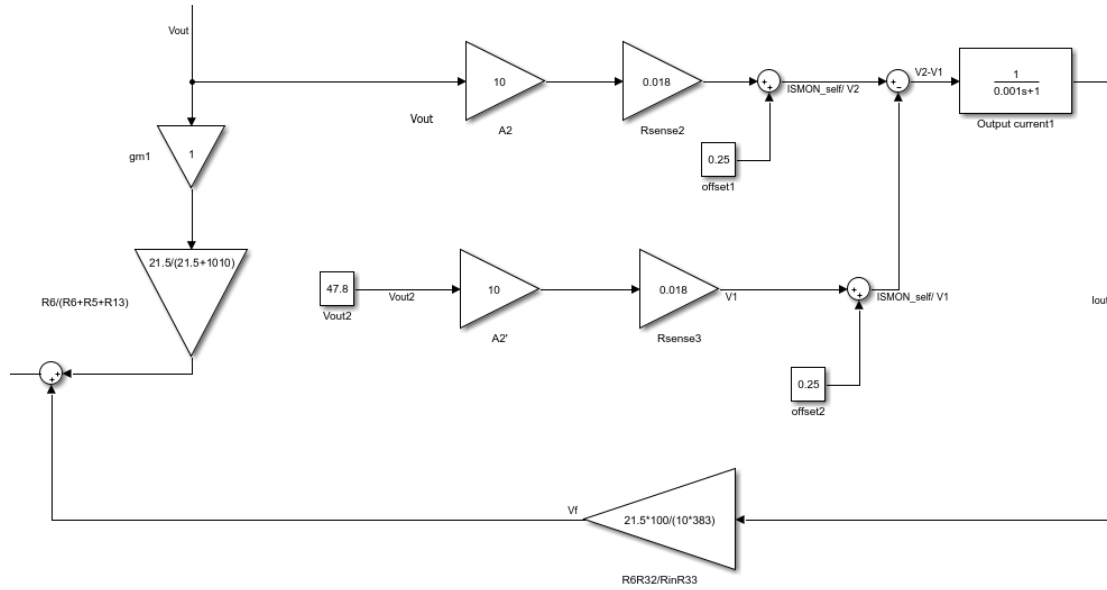 Vout
10
A2
Vout
0.018
Rsense2
0.25
offset1
ISMON_self/ V2
V2-V1
1
0.001s+1
Output current1
gm1
1
21.5/(21.5+1010)
R6/(R6+R5+R13)
47.8
Vout2
Vout2
10
A2'
0.018
Rsense3
V1
ISMON_self/ V1
0.25
offset2
Iout
Vf
21.5*100/(10*383)
R6R32/RinR33